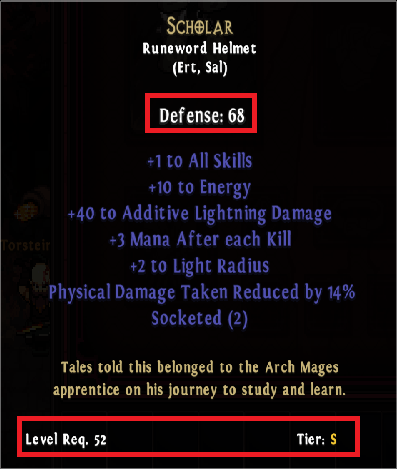 Scholar
Runeword Helmet
(Ert, Sal)
Defense: 68
+1 to All Skills
+10 to Energy
+40 to Additive Lightning Damage
+3 Mana After each Kill
+2 to Light Radius
Physical Damage Taken Reduced by 14%
Socketed (2)
Torstein
Tales told this belonged to the Arch Mages
apprentice on his journey to study and learn.
Level Req. 52
Tier: S